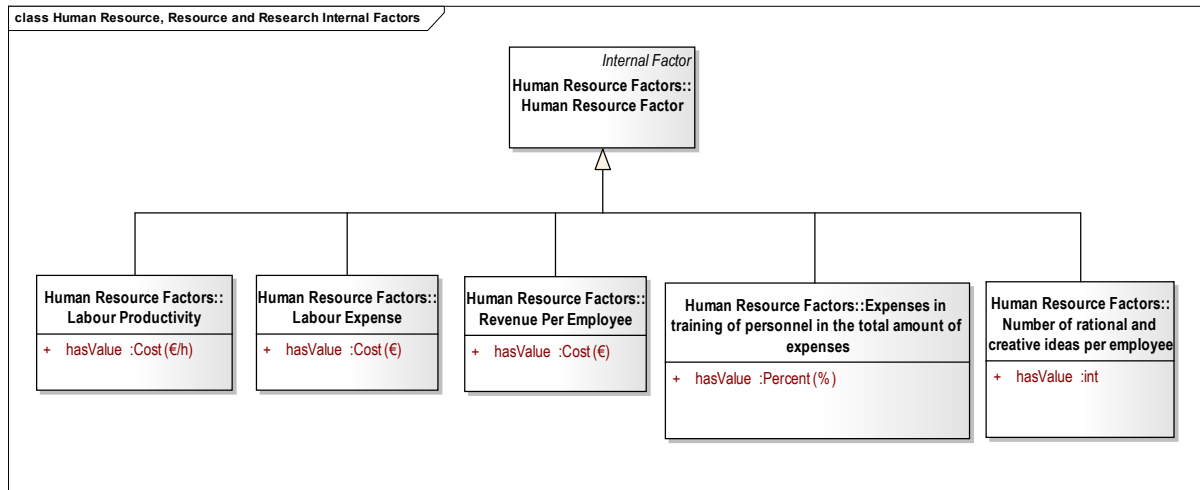 class Human Resource, Resource and Research Internal Factors
Internal Factor
Human Resource Factors::
Human Resource Factor
Human Resource Factors::
Labour Productivity
+ hasValue :Cost (€/h)
Human Resource Factors::
Labour Expense
+ hasValue :Cost (€)
Human Resource Factors::
Revenue Per Employee
+ hasValue :Cost (€)
Human Resource Factors::Expenses in
training of personnel in the total amount of
expenses
+ hasValue :Percent (%)
Human Resource Factors::
Number of rational and
creative ideas per employee
+ hasValue :int